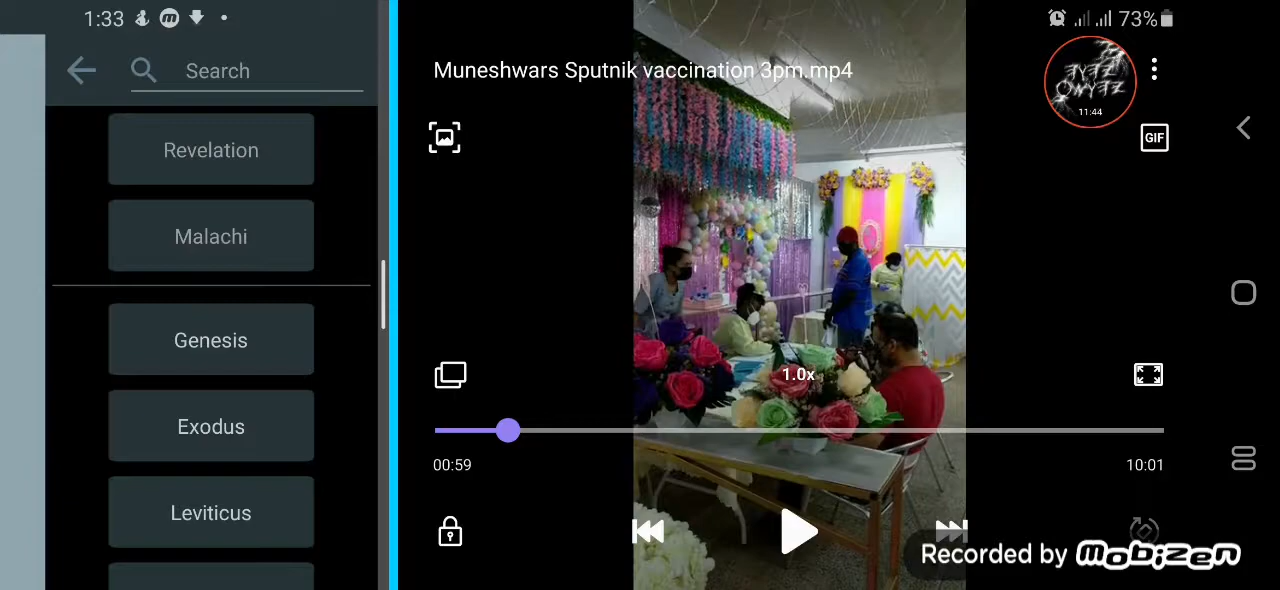 1:33
73%
Search
Revelation
Malachi
Genesis
Exodus
Leviticus
Muneshwars Sputnik vaccination 3pm.mp4
11:44
GIF
1.0x
00:59
10:01
Recorded by mobizen